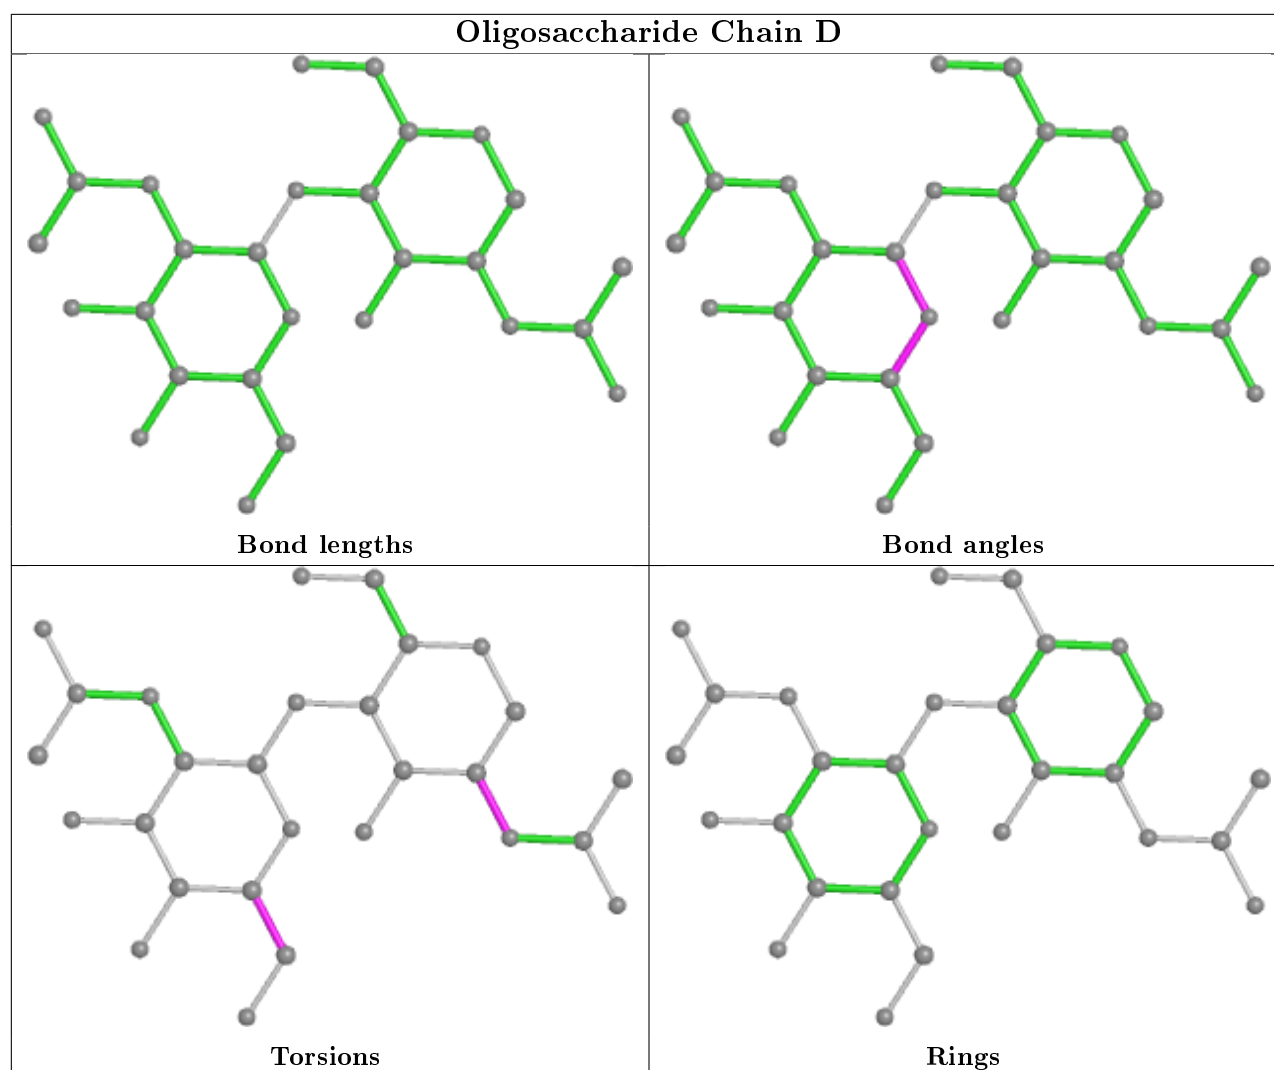 Oligosaccharide Chain D
Bond lengths
Bond angles
Torsions
Rings